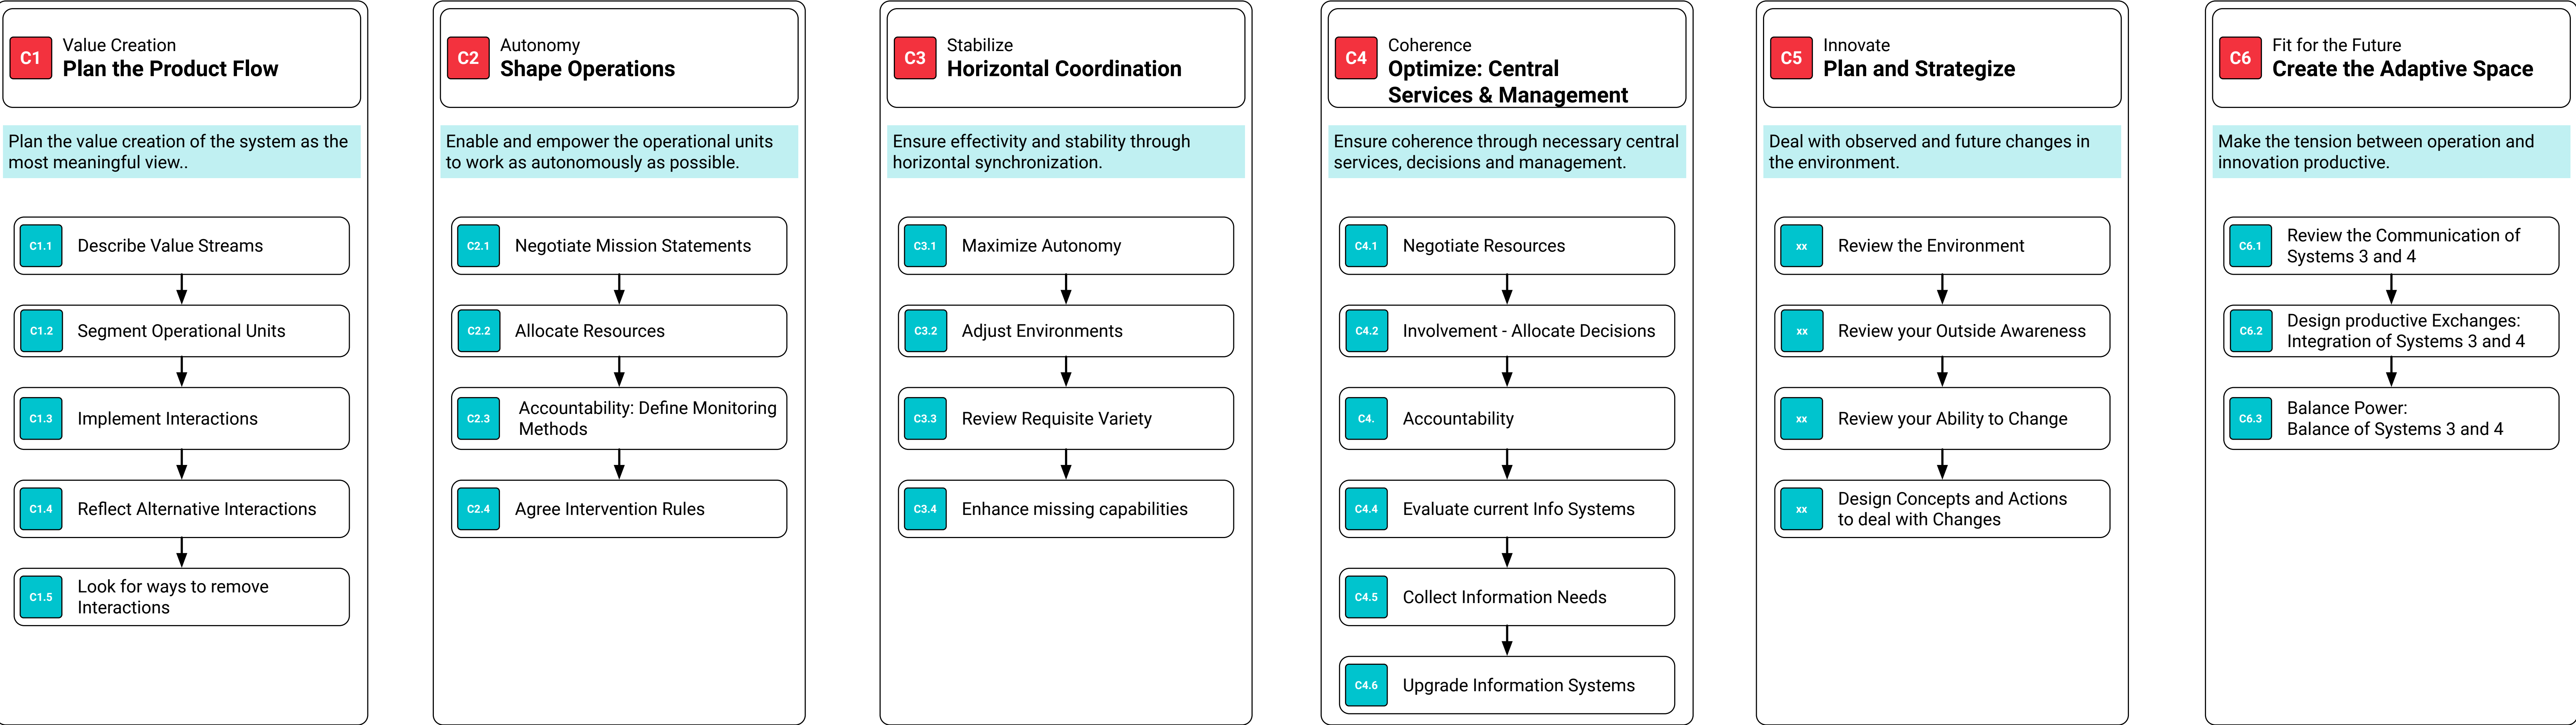 C1
Value Creation
Plan the Product Flow
Plan the value creation of the system as the
most meaningful view..
C1.1
Describe Value Streams
C1.2
Segment Operational Units
C1.3
Implement Interactions
C1.4
Reflect Alternative Interactions
C1.5
Look for ways to remove
Interactions
C2
Autonomy
Shape Operations
Enable and empower the operational units
to work as autonomously as possible.
C2.1
Negotiate Mission Statements
C2.2
Allocate Resources
C2.3
Accountability: Define Monitoring
Methods
C2.4
Agree Intervention Rules
C3
Stabilize
Horizontal Coordination
Ensure effectivity and stability through
horizontal synchronization.
C3.1
Maximize Autonomy
C3.2
Adjust Environments
C3.3
Review Requisite Variety
C3.4
Enhance missing capabilities
C4
Coherence
Optimize: Central
Services & Management
Ensure coherence through necessary central
services, decisions and management.
C4.1
Negotiate Resources
C4.2
Involvement - Allocate Decisions
C4.
Accountability
C4.4
Evaluate current Info Systems
C4.5
Collect Information Needs
C4.6
Upgrade Information Systems
C5
Innovate
Plan and Strategize
Deal with observed and future changes in
the environment.
xx
Review the Environment
xx
Review your Outside Awareness
xx
Review your Ability to Change
xx
Design Concepts and Actions
to deal with Changes
C6
Fit for the Future
Create the Adaptive Space
Make the tension between operation and
innovation productive.
C6.1
Review the Communication of
Systems 3 and 4
C6.2
Design productive Exchanges:
Integration of Systems 3 and 4
C6.3
Balance Power:
Balance of Systems 3 and 4